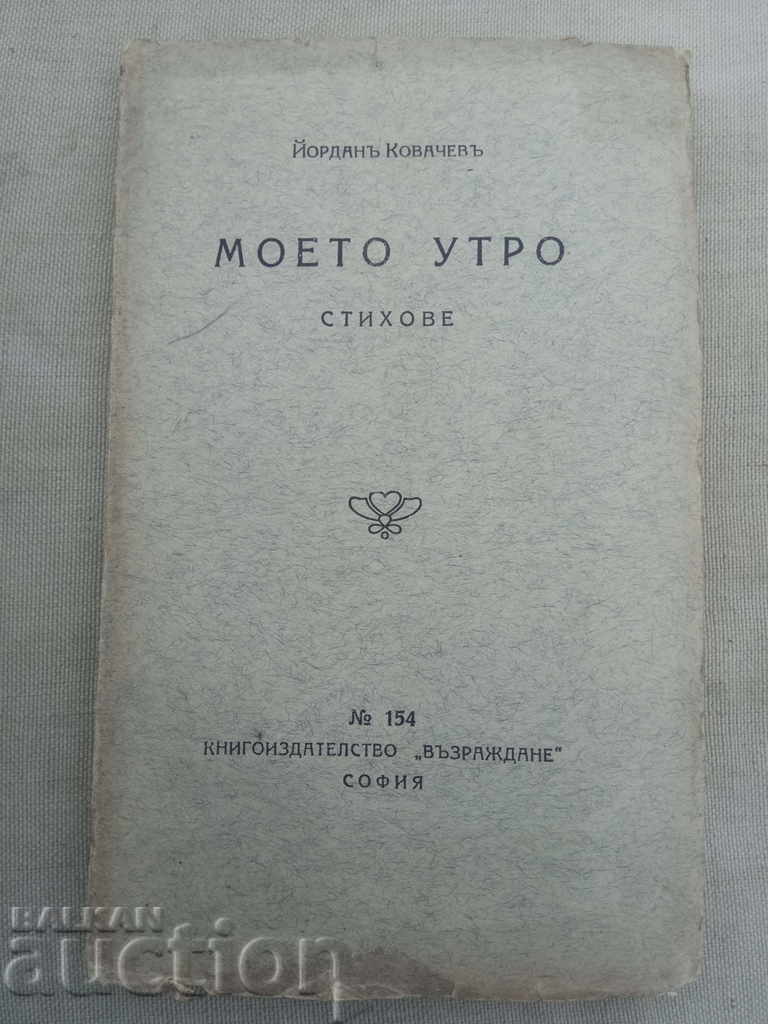 Йорданъ Ковачевъ
МОЕТО УТРО
СТИХОВЕ
№ 154
КНИГОИЗДАТЕЛСТВО „ВЪЗРАЖДАНЕ“
СОФИЯ
BALKAN
auction